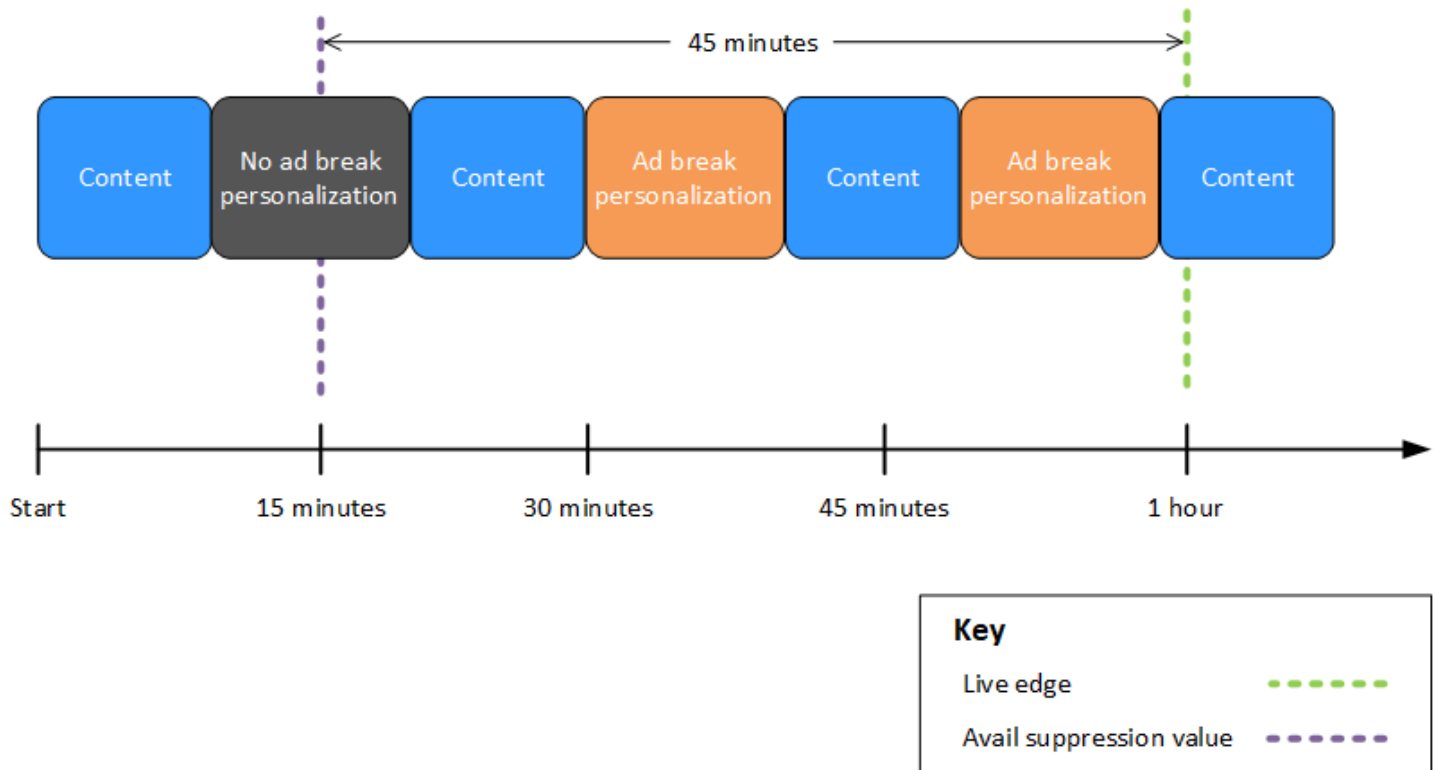 45 minutes
Content
No ad break
personalization
Content
Ad break
personalization
Content
Ad break
personalization
Content
Start
15 minutes
30 minutes
45 minutes
1 hour
Key
Live edge
Avail suppression value